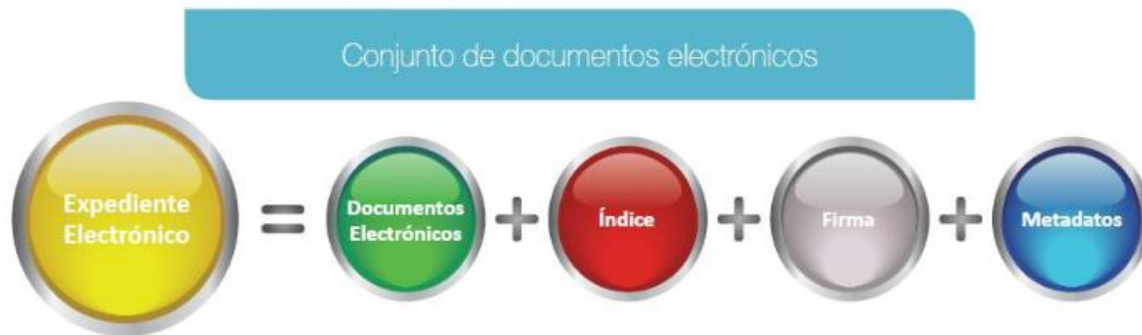 Conjunto de documentos electrónicos
Expediente
Electrónico
=
Documentos
Electrónicos
+
Índice
+
Firma
+
Metadatos